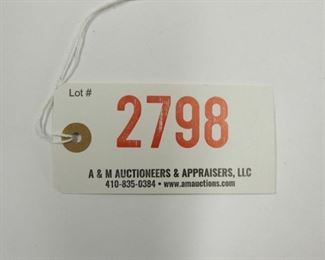 Lot #
2798
A & M AUCTIONEERS & APPRAISERS, LLC
410-835-0384 • www.amauctions.com